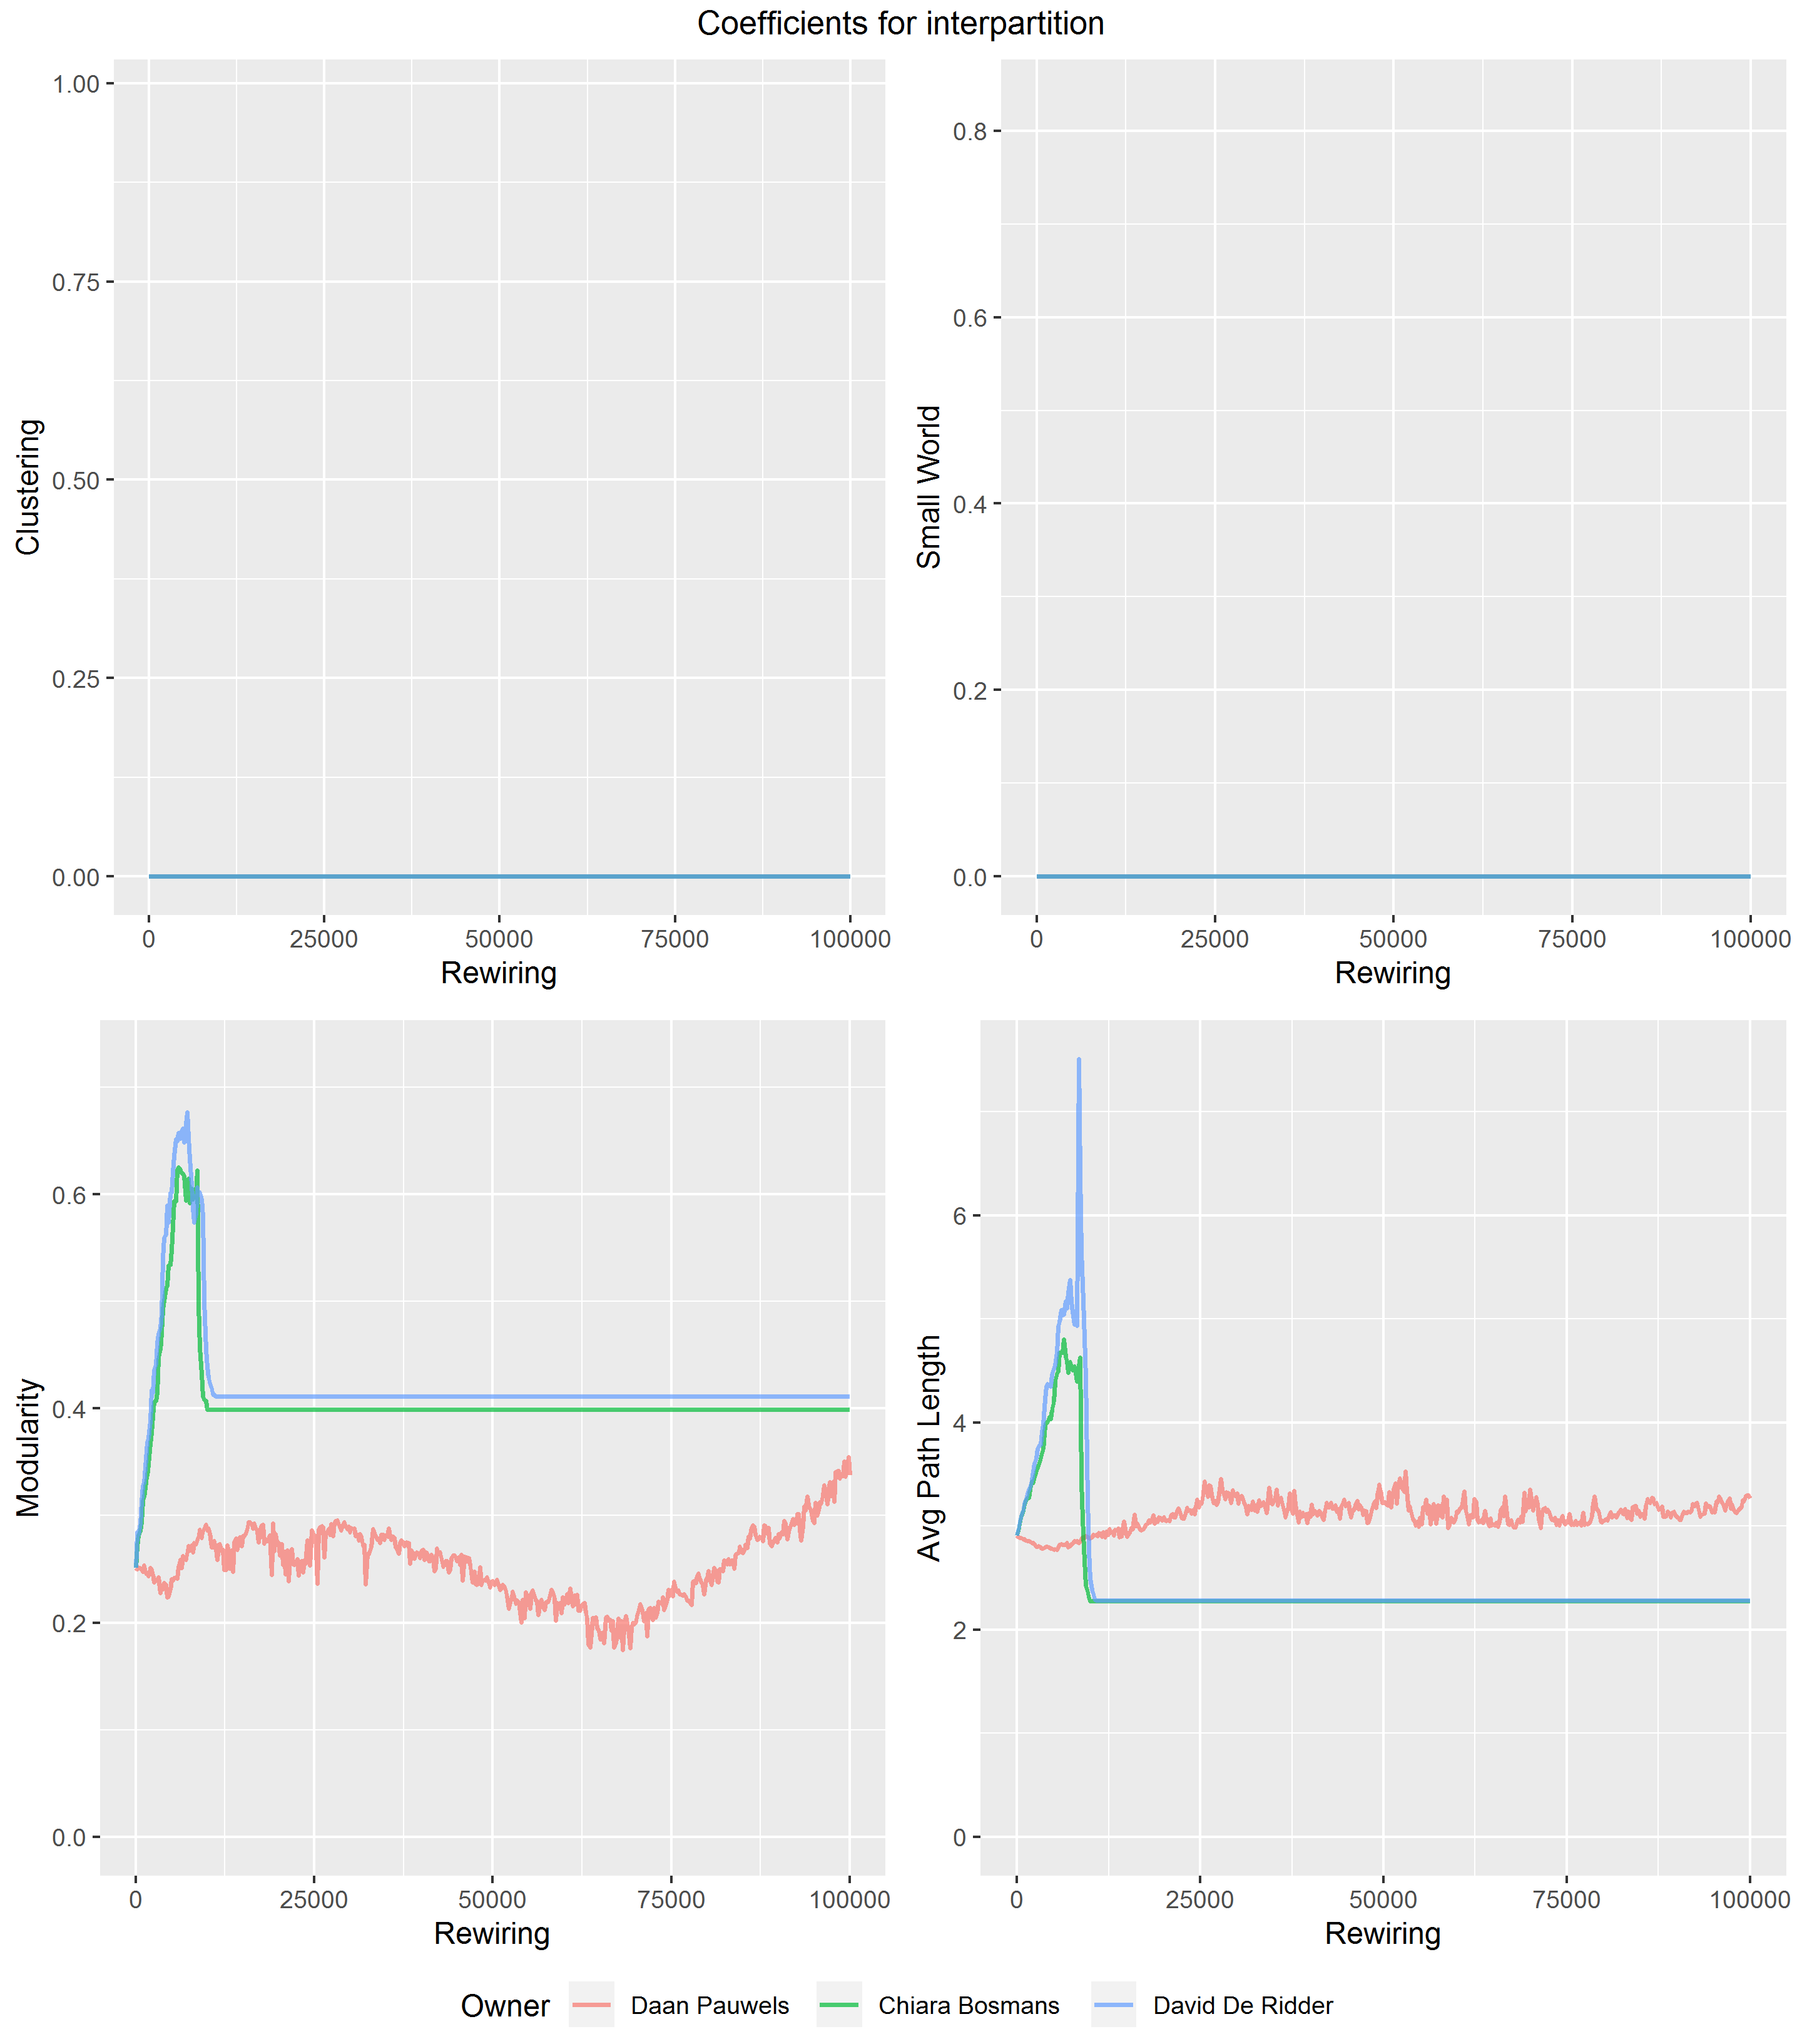 Coefficients for interpartition
1.00
0.75
0.50
0.25
0.00
Clustering
0 25000 50000 75000 100000
Rewiring
0.8
0.6
0.4
0.2
0.0
Small World
0 25000 50000 75000 100000
Rewiring
0.6
0.4
0.2
0.0
Modularity
0 25000 50000 75000 100000
Rewiring
6
4
2
0
Avg Path Length
0 25000 50000 75000 100000
Rewiring
Owner Daan Pauwels Chiara Bosmans David De Ridder